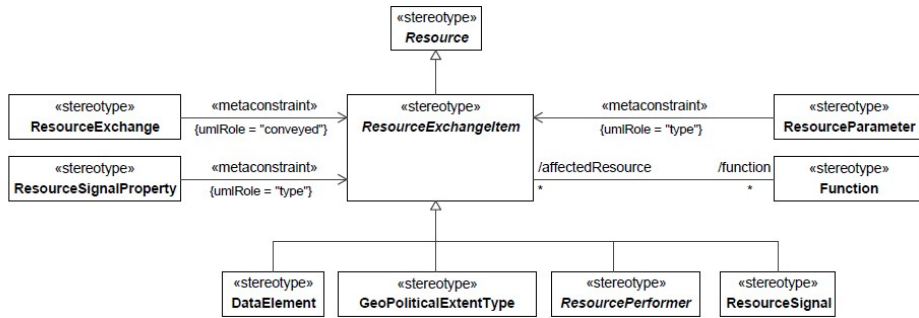 «stereotype»
Resource
«stereotype»
ResourceExchange
«metaconstraint»
{umlRole = "conveyed"}
«stereotype»
ResourceExchangeItem
«metaconstraint»
{umlRole = "type"}
«stereotype»
ResourceParameter
«stereotype»
ResourceSignalProperty
«metaconstraint»
{umlRole = "type"}
/affectedResource
*
/function
*
«stereotype»
Function
«stereotype»
DataElement
«stereotype»
GeoPoliticalExtentType
«stereotype»
ResourcePerformer
«stereotype»
ResourceSignal